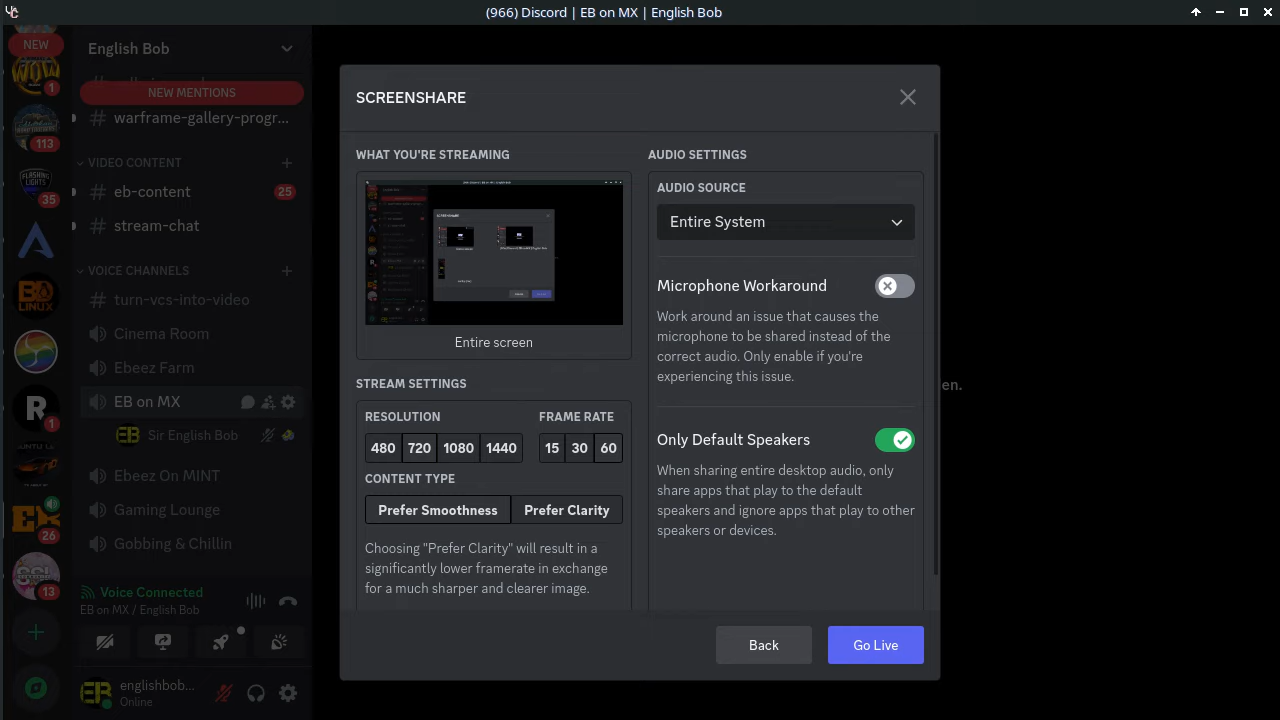 (966) Discord | EB on MX | English Bob
NEW
1
113
35
1
26
13
English Bob
NEW MENTIONS
# warframe-gallery-progr...
VIDEO CONTENT
# eb-content 25
# stream-chat
VOICE CHANNELS
# turn-vcs-into-video
Cinema Room
Ebeez Farm
EB on MX
Sir English Bob
Ebeez On MINT
Gaming Lounge
Gobbing & Chillin
Voice Connected
EB on MX / English Bob
englishbob...
Online
SCREENSHARE
WHAT YOU'RE STREAMING
Entire screen
STREAM SETTINGS
RESOLUTION
480 720 1080 1440
FRAME RATE
15 30 60
CONTENT TYPE
Prefer Smoothness Prefer Clarity
Choosing "Prefer Clarity" will result in a
significantly lower framerate in exchange
for a much sharper and clearer image.
AUDIO SETTINGS
AUDIO SOURCE
Entire System
Microphone Workaround
Work around an issue that causes the
microphone to be shared instead of the
correct audio. Only enable if you're
experiencing this issue.
Only Default Speakers
When sharing entire desktop audio, only
share apps that play to the default
speakers and ignore apps that play to other
speakers or devices.
Back
Go Live
en.